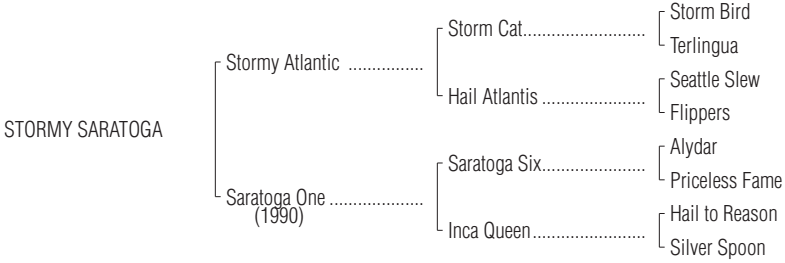 Storm Bird
Storm Cat..........................
Terlingua
Stormy Atlantic ................
Seattle Slew
Hail Atlantis ......................
Flippers
STORMY SARATOGA
Alydar
Saratoga Six......................
Priceless Fame
Saratoga One ....................
(1990)
Hail to Reason
Inca Queen........................
Silver Spoon